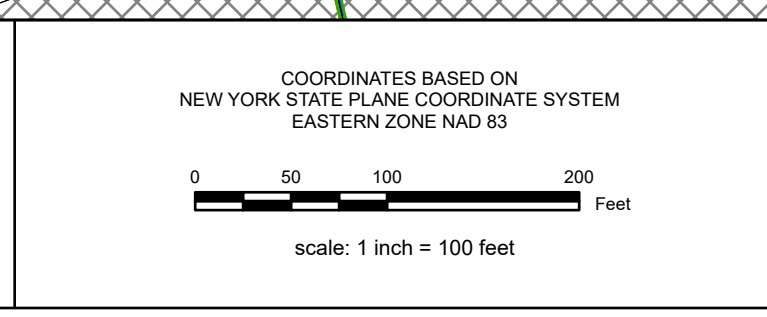 COORDINATES BASED ON
NEW YORK STATE PLANE COORDINATE SYSTEM
EASTERN ZONE NAD 83
0 50 100 200
Feet
scale: 1 inch = 100 feet